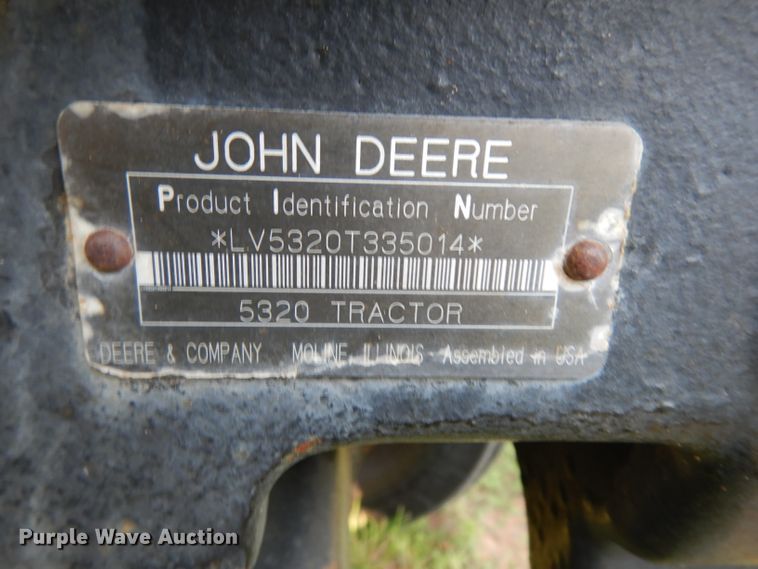 JOHN DEERE
Product Identification Number
*LV5320T335014*
5320 TRACTOR
DEERE & COMPANY MOLINE, ILLINOIS Assembled in USA
Purple Wave Auction